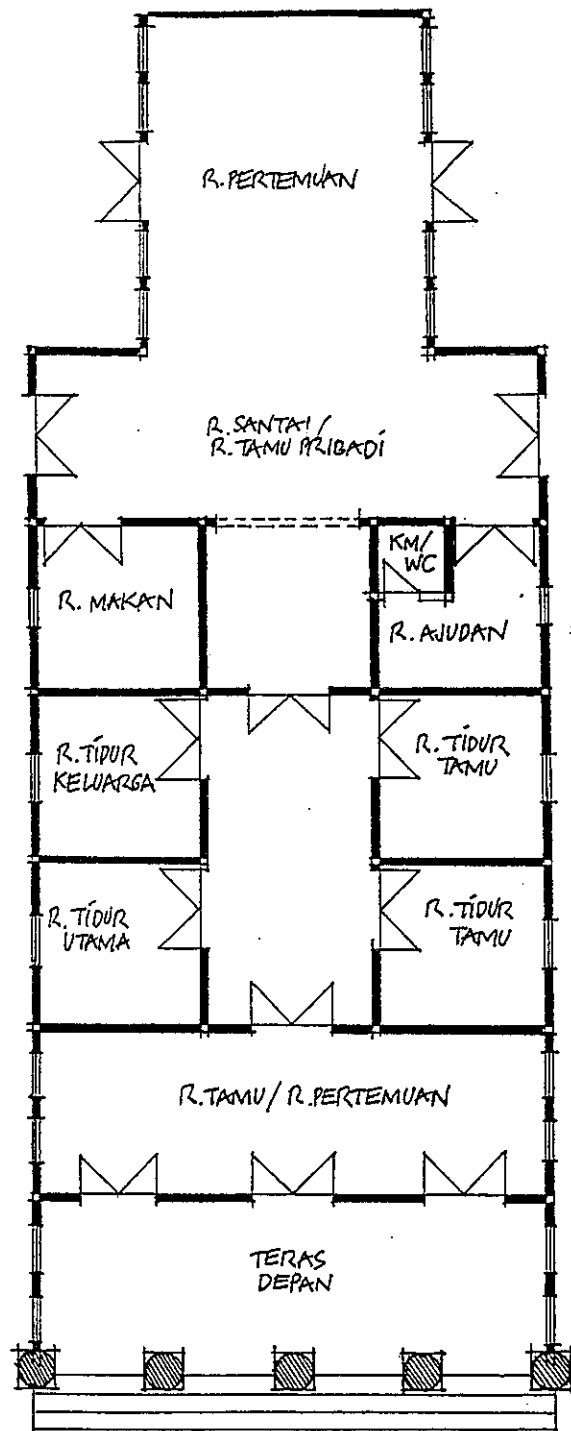 R. PERTEMUAN
R. SANTAI /
R. TAMU PRIBADI
KM/
WC
R. MAKAN
R. AJUDAN
R. TIDUR
KELUARGA
R. TIDUR
TAMU
R. TIDUR
UTAMA
R. TIDUR
TAMU
R. TAMU / R. PERTEMUAN
TERAS
DEPAN